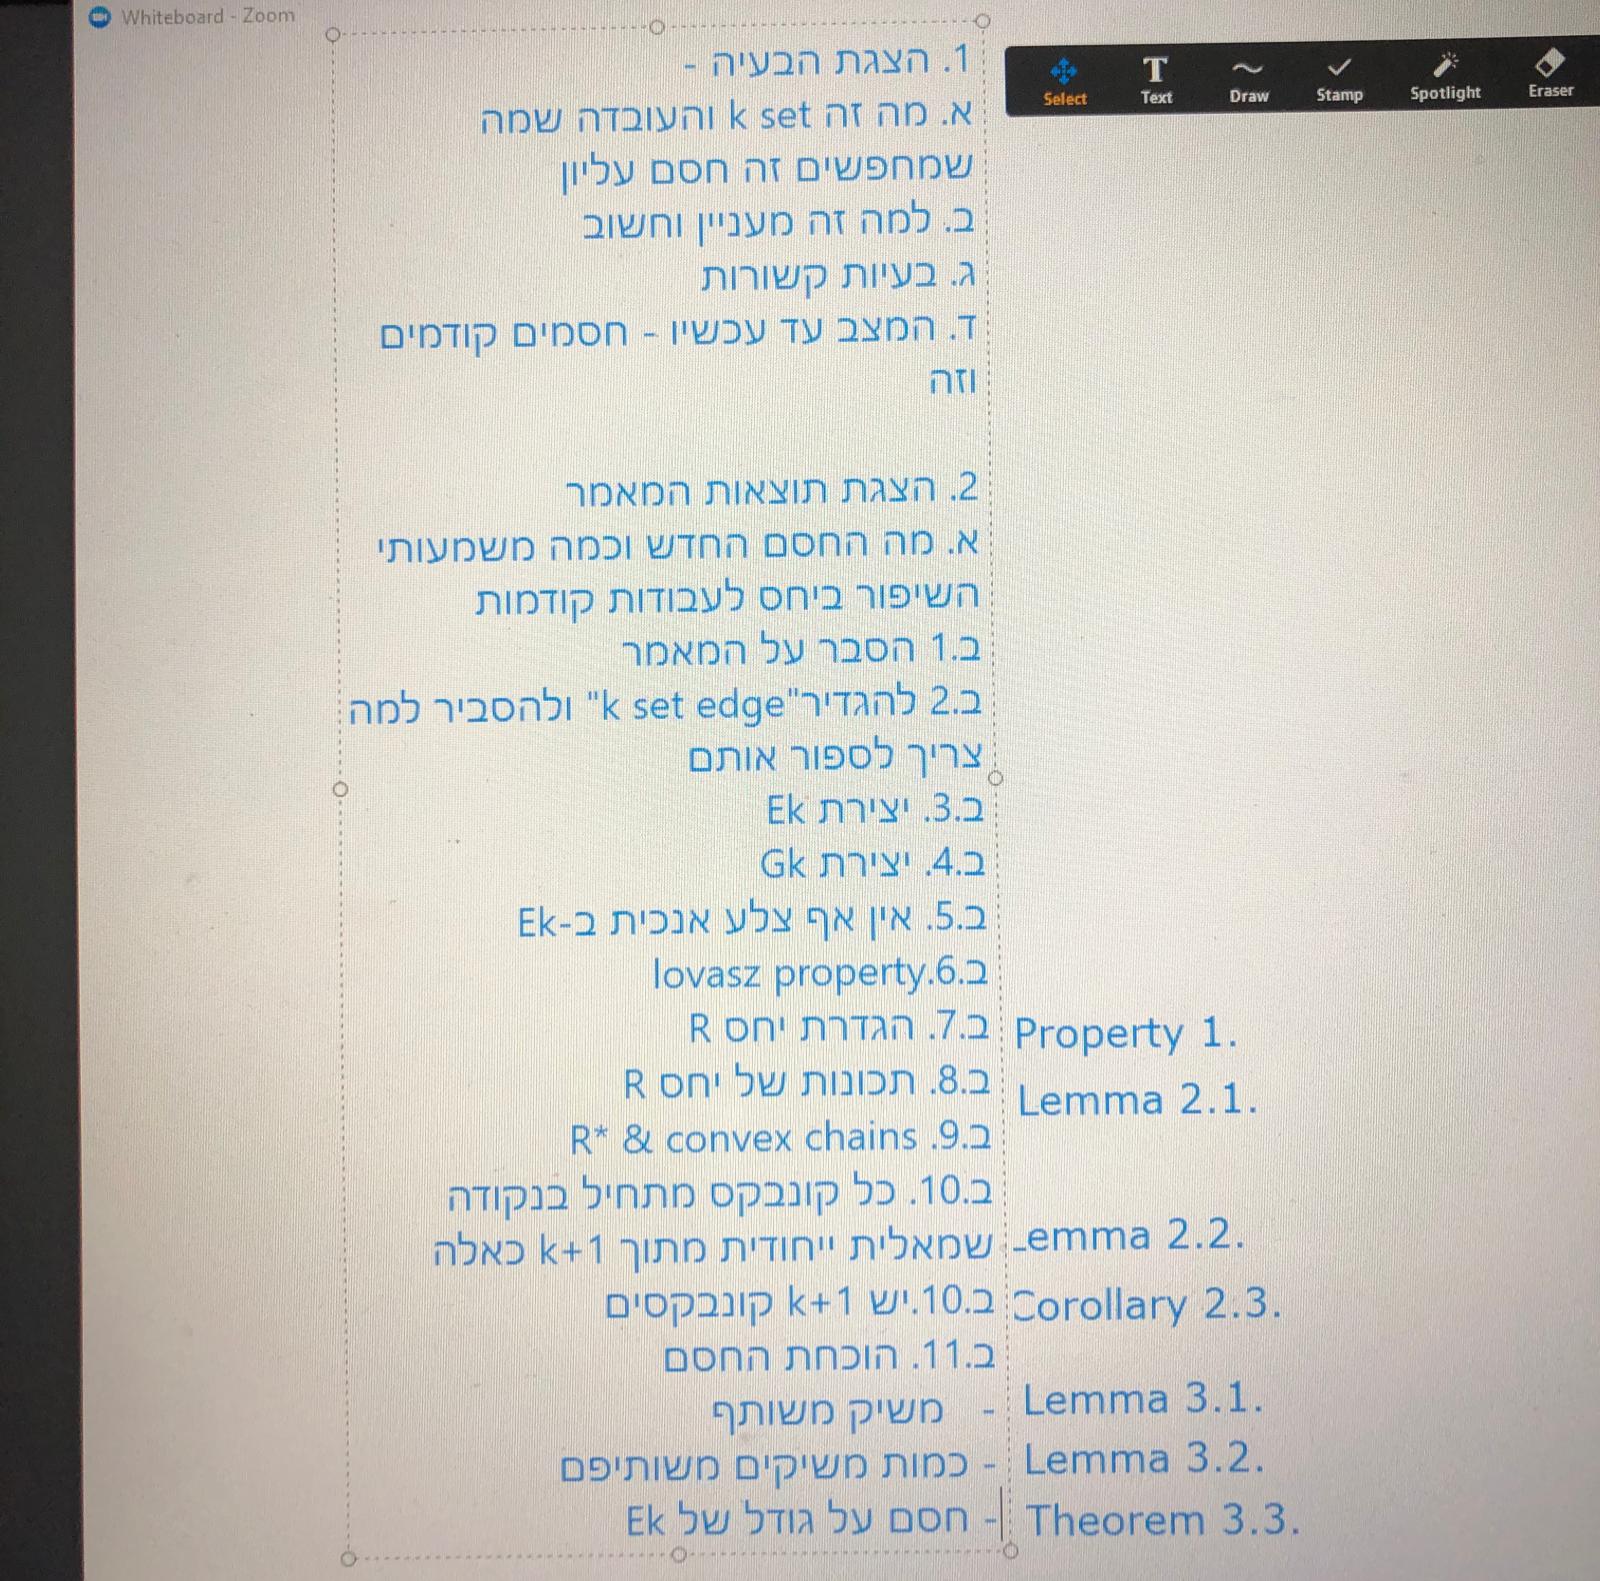 Whiteboard - Zoom
Select Text Draw Stamp Spotlight Eraser
1. הצגת הבעיה -
א. מה זה k set והעובדה שמה
שמחפשים זה חסם עליון
ב. למה זה מעניין וחשוב
ג. בעיות קשורות
ד. המצב עד עכשיו - חסמים קודמים
וזה
2. הצגת תוצאות המאמר
א. מה החסם החדש וכמה משמעותי
השיפור ביחס לעבודות קודמות
ב.1 הסבר על המאמר
ב.2 להגדיר"k set edge" ולהסביר למה
צריך לספור אותם
ב.3. יצירת Ek
ב.4. יצירת Gk
ב.5. אין אף צלע אנכית ב-Ek
ב.6.lovasz property
ב.7. הגדרת יחס R
Property 1.
ב.8. תכונות של יחס R
Lemma 2.1.
ב.9. R* & convex chains
ב.10. כל קונבקס מתחיל בנקודה
שמאלית ייחודית מתוך k+1 כאלה
emma 2.2.
ב.10.יש k+1 קונבקסים
Corollary 2.3.
ב.11. הוכחת החסם
- משיק משותף
Lemma 3.1.
- כמות משיקים משותיפם
Lemma 3.2.
- חסם על גודל של Ek
Theorem 3.3.